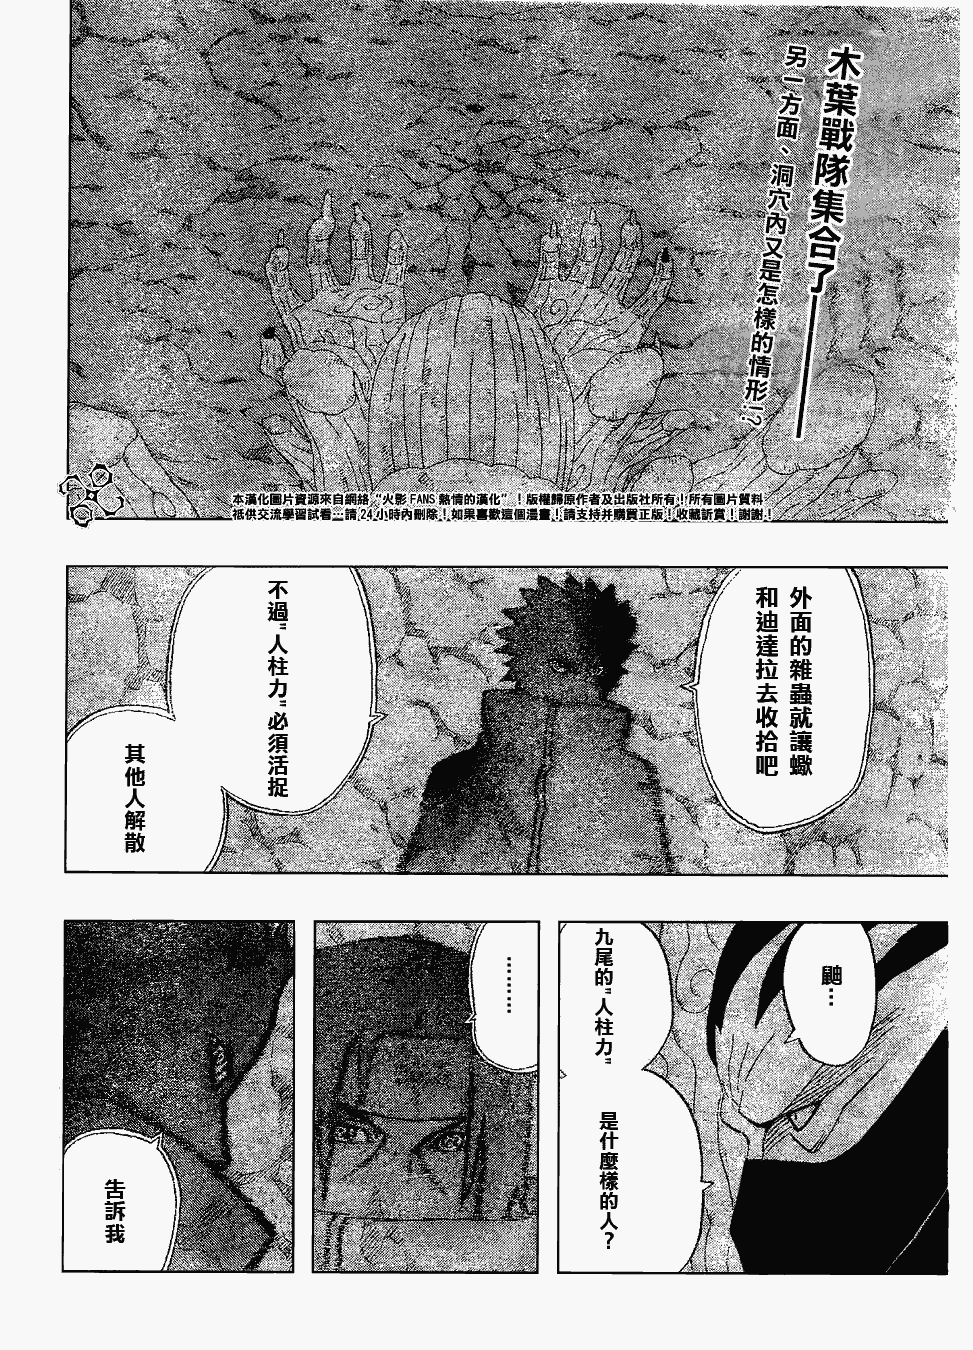 木葉戰隊集合了——
另一方面、洞穴內又是怎樣的情形!?
本漢化圖片資源來自網絡“火影FANS熱情的漢化”！版權歸原作者及出版社所有！所有圖片質料
祇供交流學習試看…請24小時內刪除！如果喜歡這個漫畫！請支持并購買正版！收藏訢賞！謝謝！
外面的雜蟲就讓蠍
和迪達拉去收拾吧
不過"人柱力"必須活捉
其他人解散
鼬…
九尾的"人柱力"
是什麼樣的人？
………
告訴我